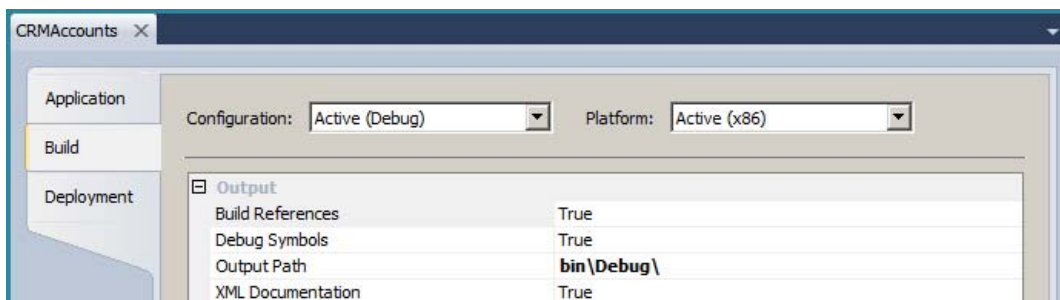 CRMAccounts
Application
Configuration: Active (Debug) Platform: Active (x86)
Build
Deployment
Output
Build References True
Debug Symbols True
Output Path bin\Debug\
XML Documentation True